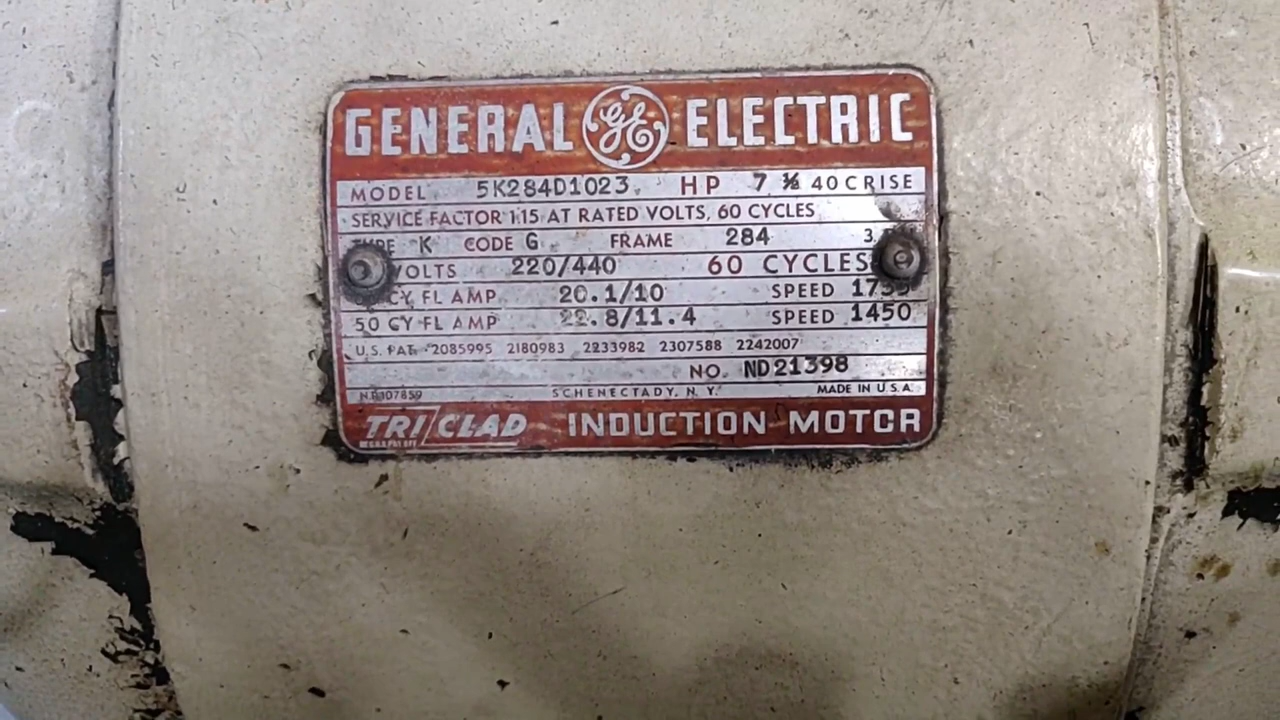 GENERAL GE ELECTRIC
MODEL 5K284D1023 HP 7 ½ 40 C RISE
SERVICE FACTOR 1.15 AT RATED VOLTS, 60 CYCLES
K CODE G FRAME 284 3
VOLTS 220/440 60 CYCLES
CY FL AMP 20.1/10 SPEED
50 CY FL AMP 22.8/11.4 SPEED 1450
U.S. PAT. 2085995 2180983 2233982 2307588 2242007
NO. ND21398
SCHENECTADY, N. Y. MADE IN U.S.A.
TRI/CLAD INDUCTION MOTOR